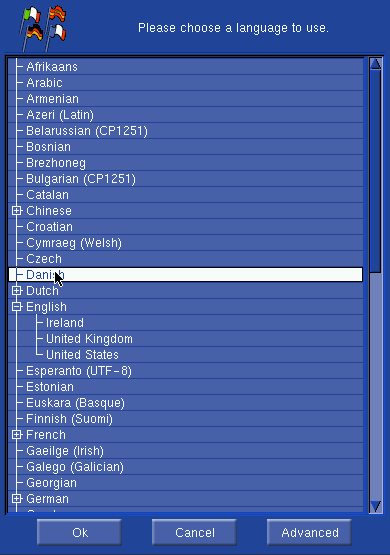 Please choose a language to use.
Afrikaans
Arabic
Armenian
Azeri (Latin)
Belarussian (CP1251)
Bosnian
Brezhoneg
Bulgarian (CP1251)
Catalan
Chinese
Croatian
Cymraeg (Welsh)
Czech
Danish
Dutch
English
Ireland
United Kingdom
United States
Esperanto (UTF-8)
Estonian
Euskara (Basque)
Finnish (Suomi)
French
Gaeilge (Irish)
Galego (Galician)
Georgian
German
Ok Cancel Advanced